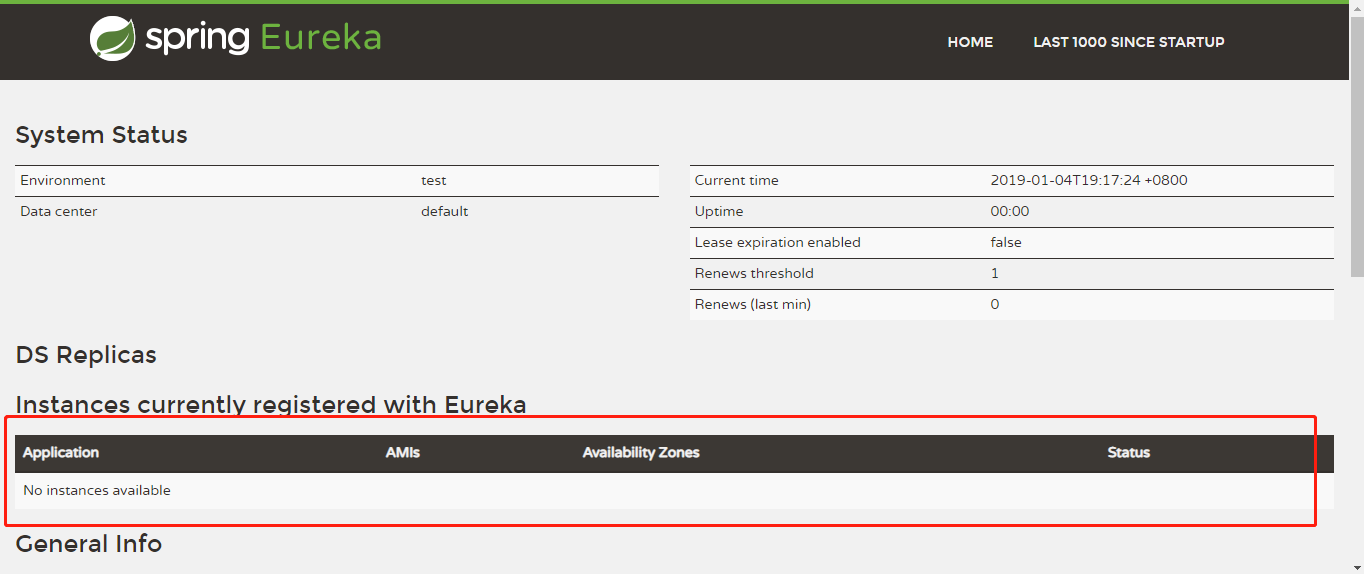 spring Eureka
HOME LAST 1000 SINCE STARTUP
System Status
Environment test
Data center default
Current time 2019-01-04T19:17:24 +0800
Uptime 00:00
Lease expiration enabled false
Renews threshold 1
Renews (last min) 0
DS Replicas
Instances currently registered with Eureka
Application AMIs Availability Zones Status
No instances available
General Info